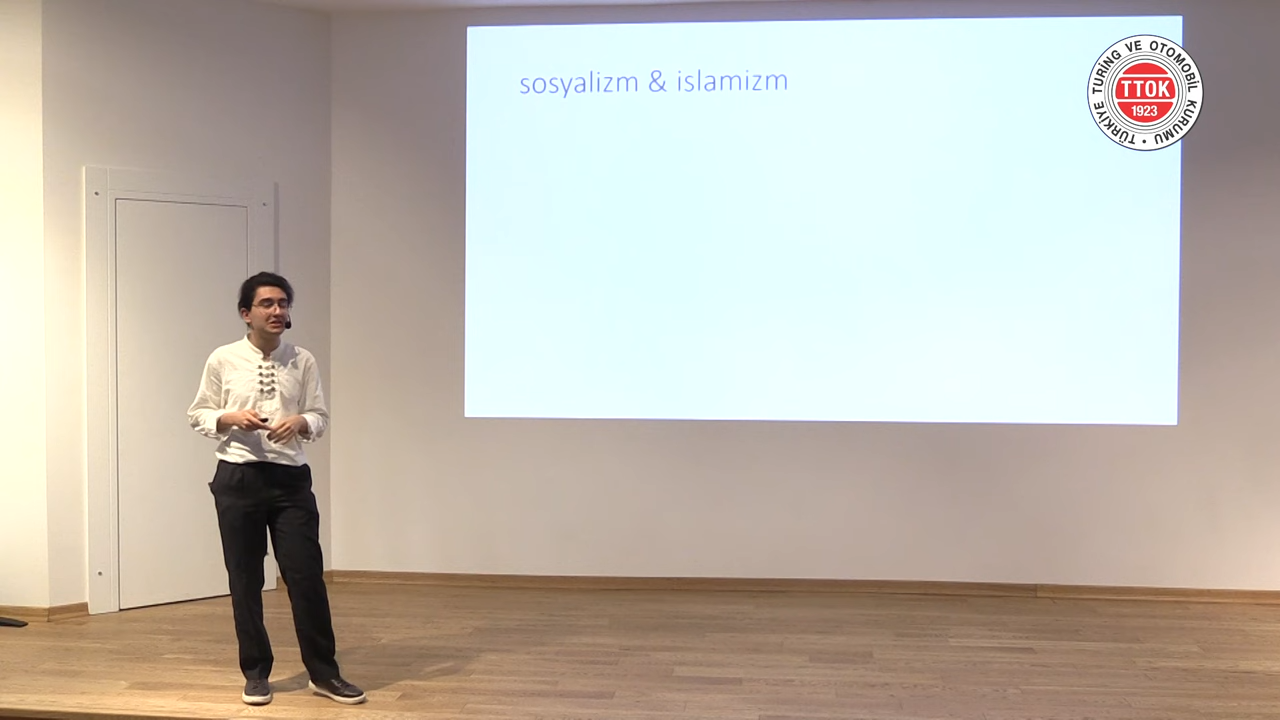 sosyalizm & islamizm
TÜRKİYE TURİNG VE OTOMOBİL KURUMU •
TTOK
1923